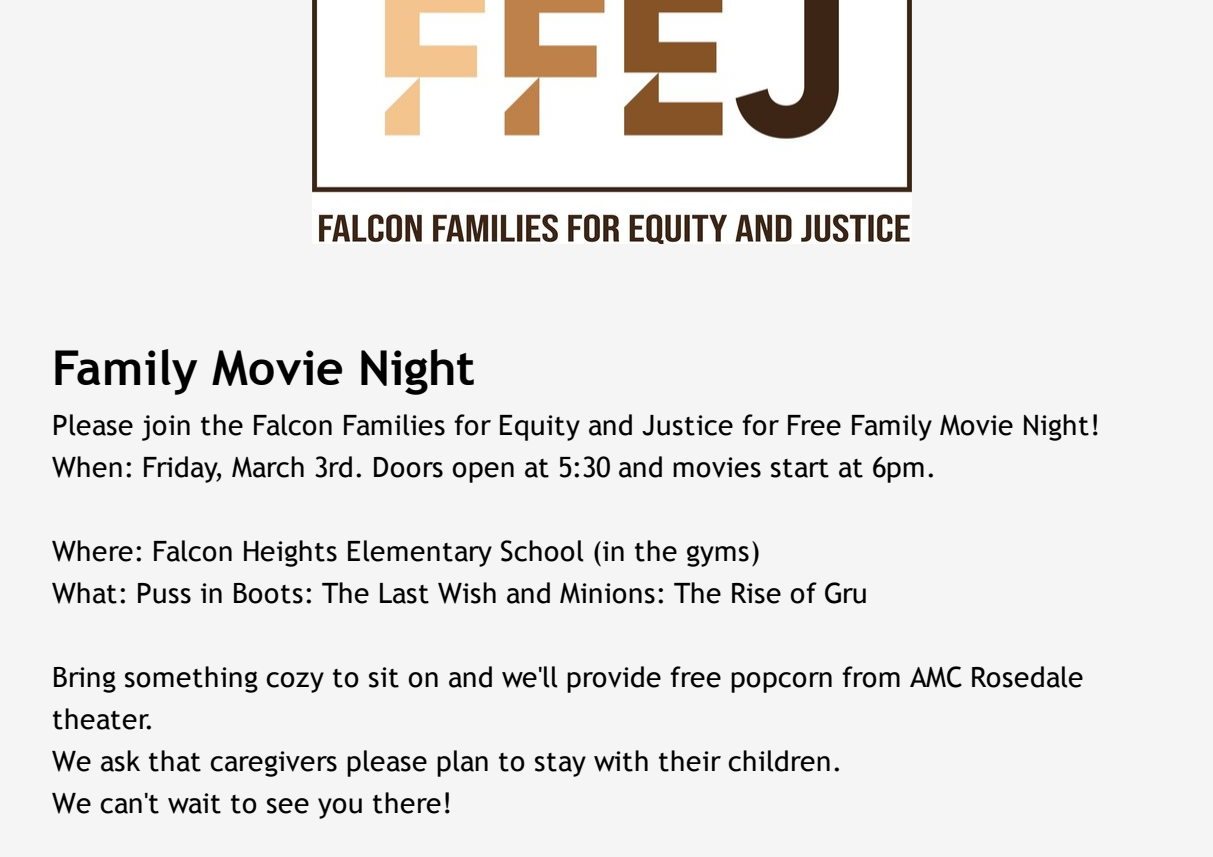 FFEJ
FALCON FAMILIES FOR EQUITY AND JUSTICE
Family Movie Night
Please join the Falcon Families for Equity and Justice for Free Family Movie Night!
When: Friday, March 3rd. Doors open at 5:30 and movies start at 6pm.
Where: Falcon Heights Elementary School (in the gyms)
What: Puss in Boots: The Last Wish and Minions: The Rise of Gru
Bring something cozy to sit on and we'll provide free popcorn from AMC Rosedale
theater.
We ask that caregivers please plan to stay with their children.
We can't wait to see you there!